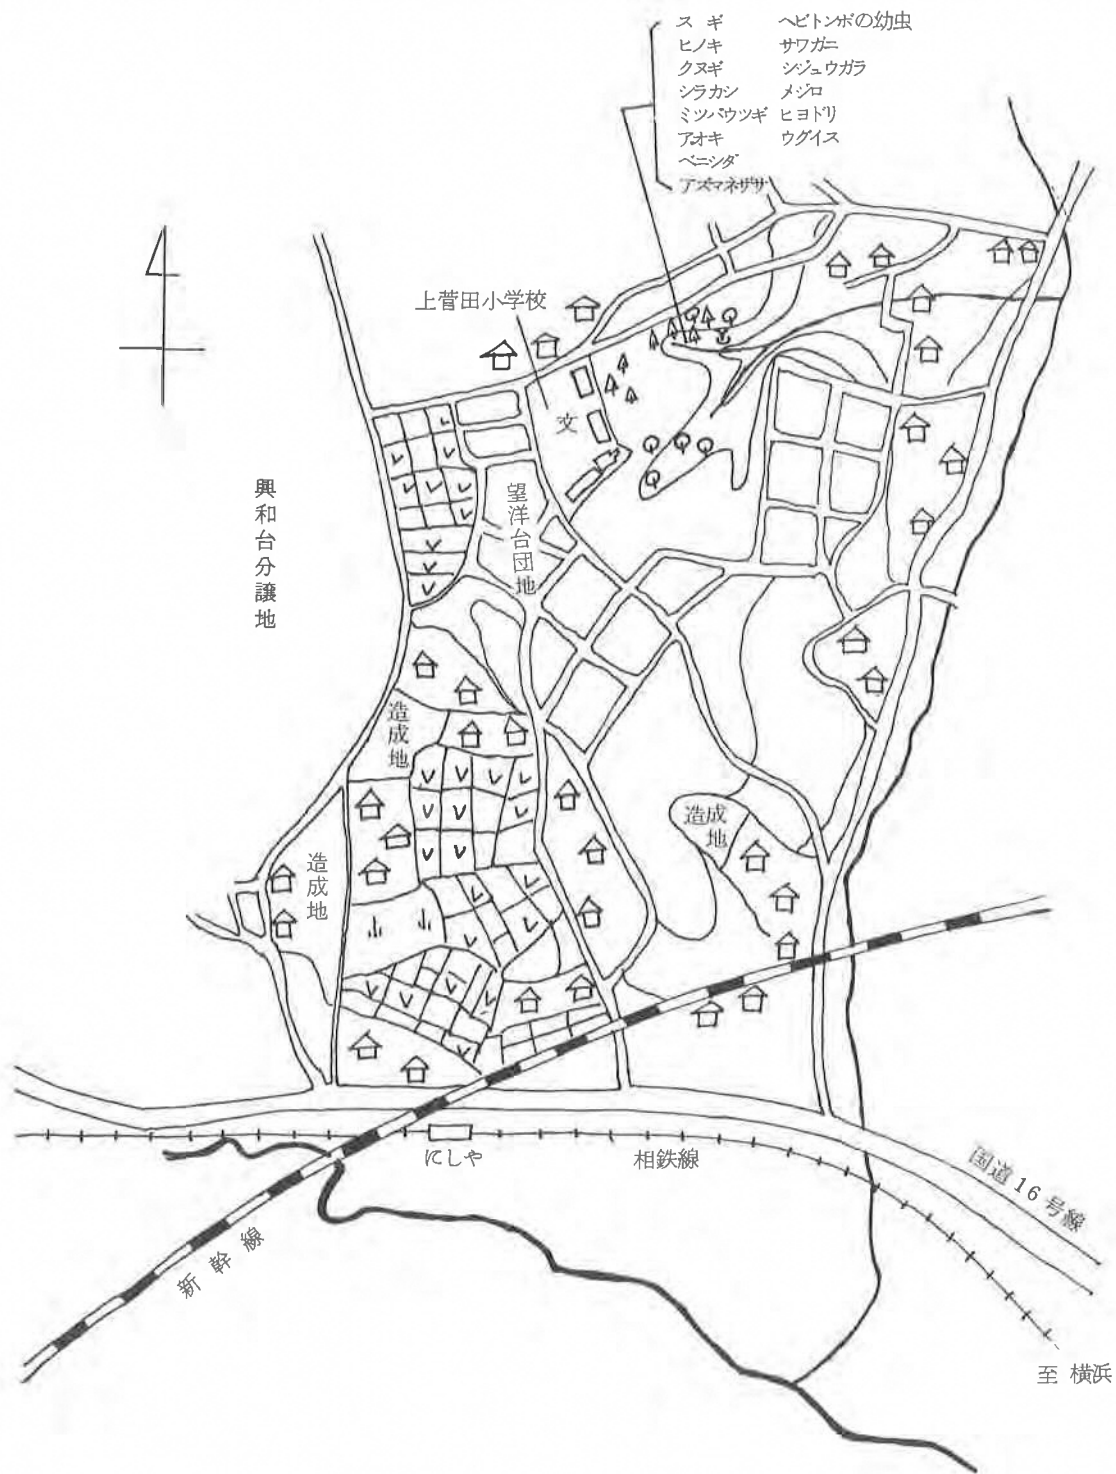 スギ ヘビトンボの幼虫
ヒノキ サワガニ
クヌギ シジュウガラ
シラカシ メジロ
ミツバウツギ ヒヨドリ
アオキ ウグイス
ベニシダ
アズマネザサ
上菅田小学校
文
興和台分譲地
望洋台団地
造成地
造成地
造成地
にしや
相鉄線
国道16号線
新幹線
至 横浜